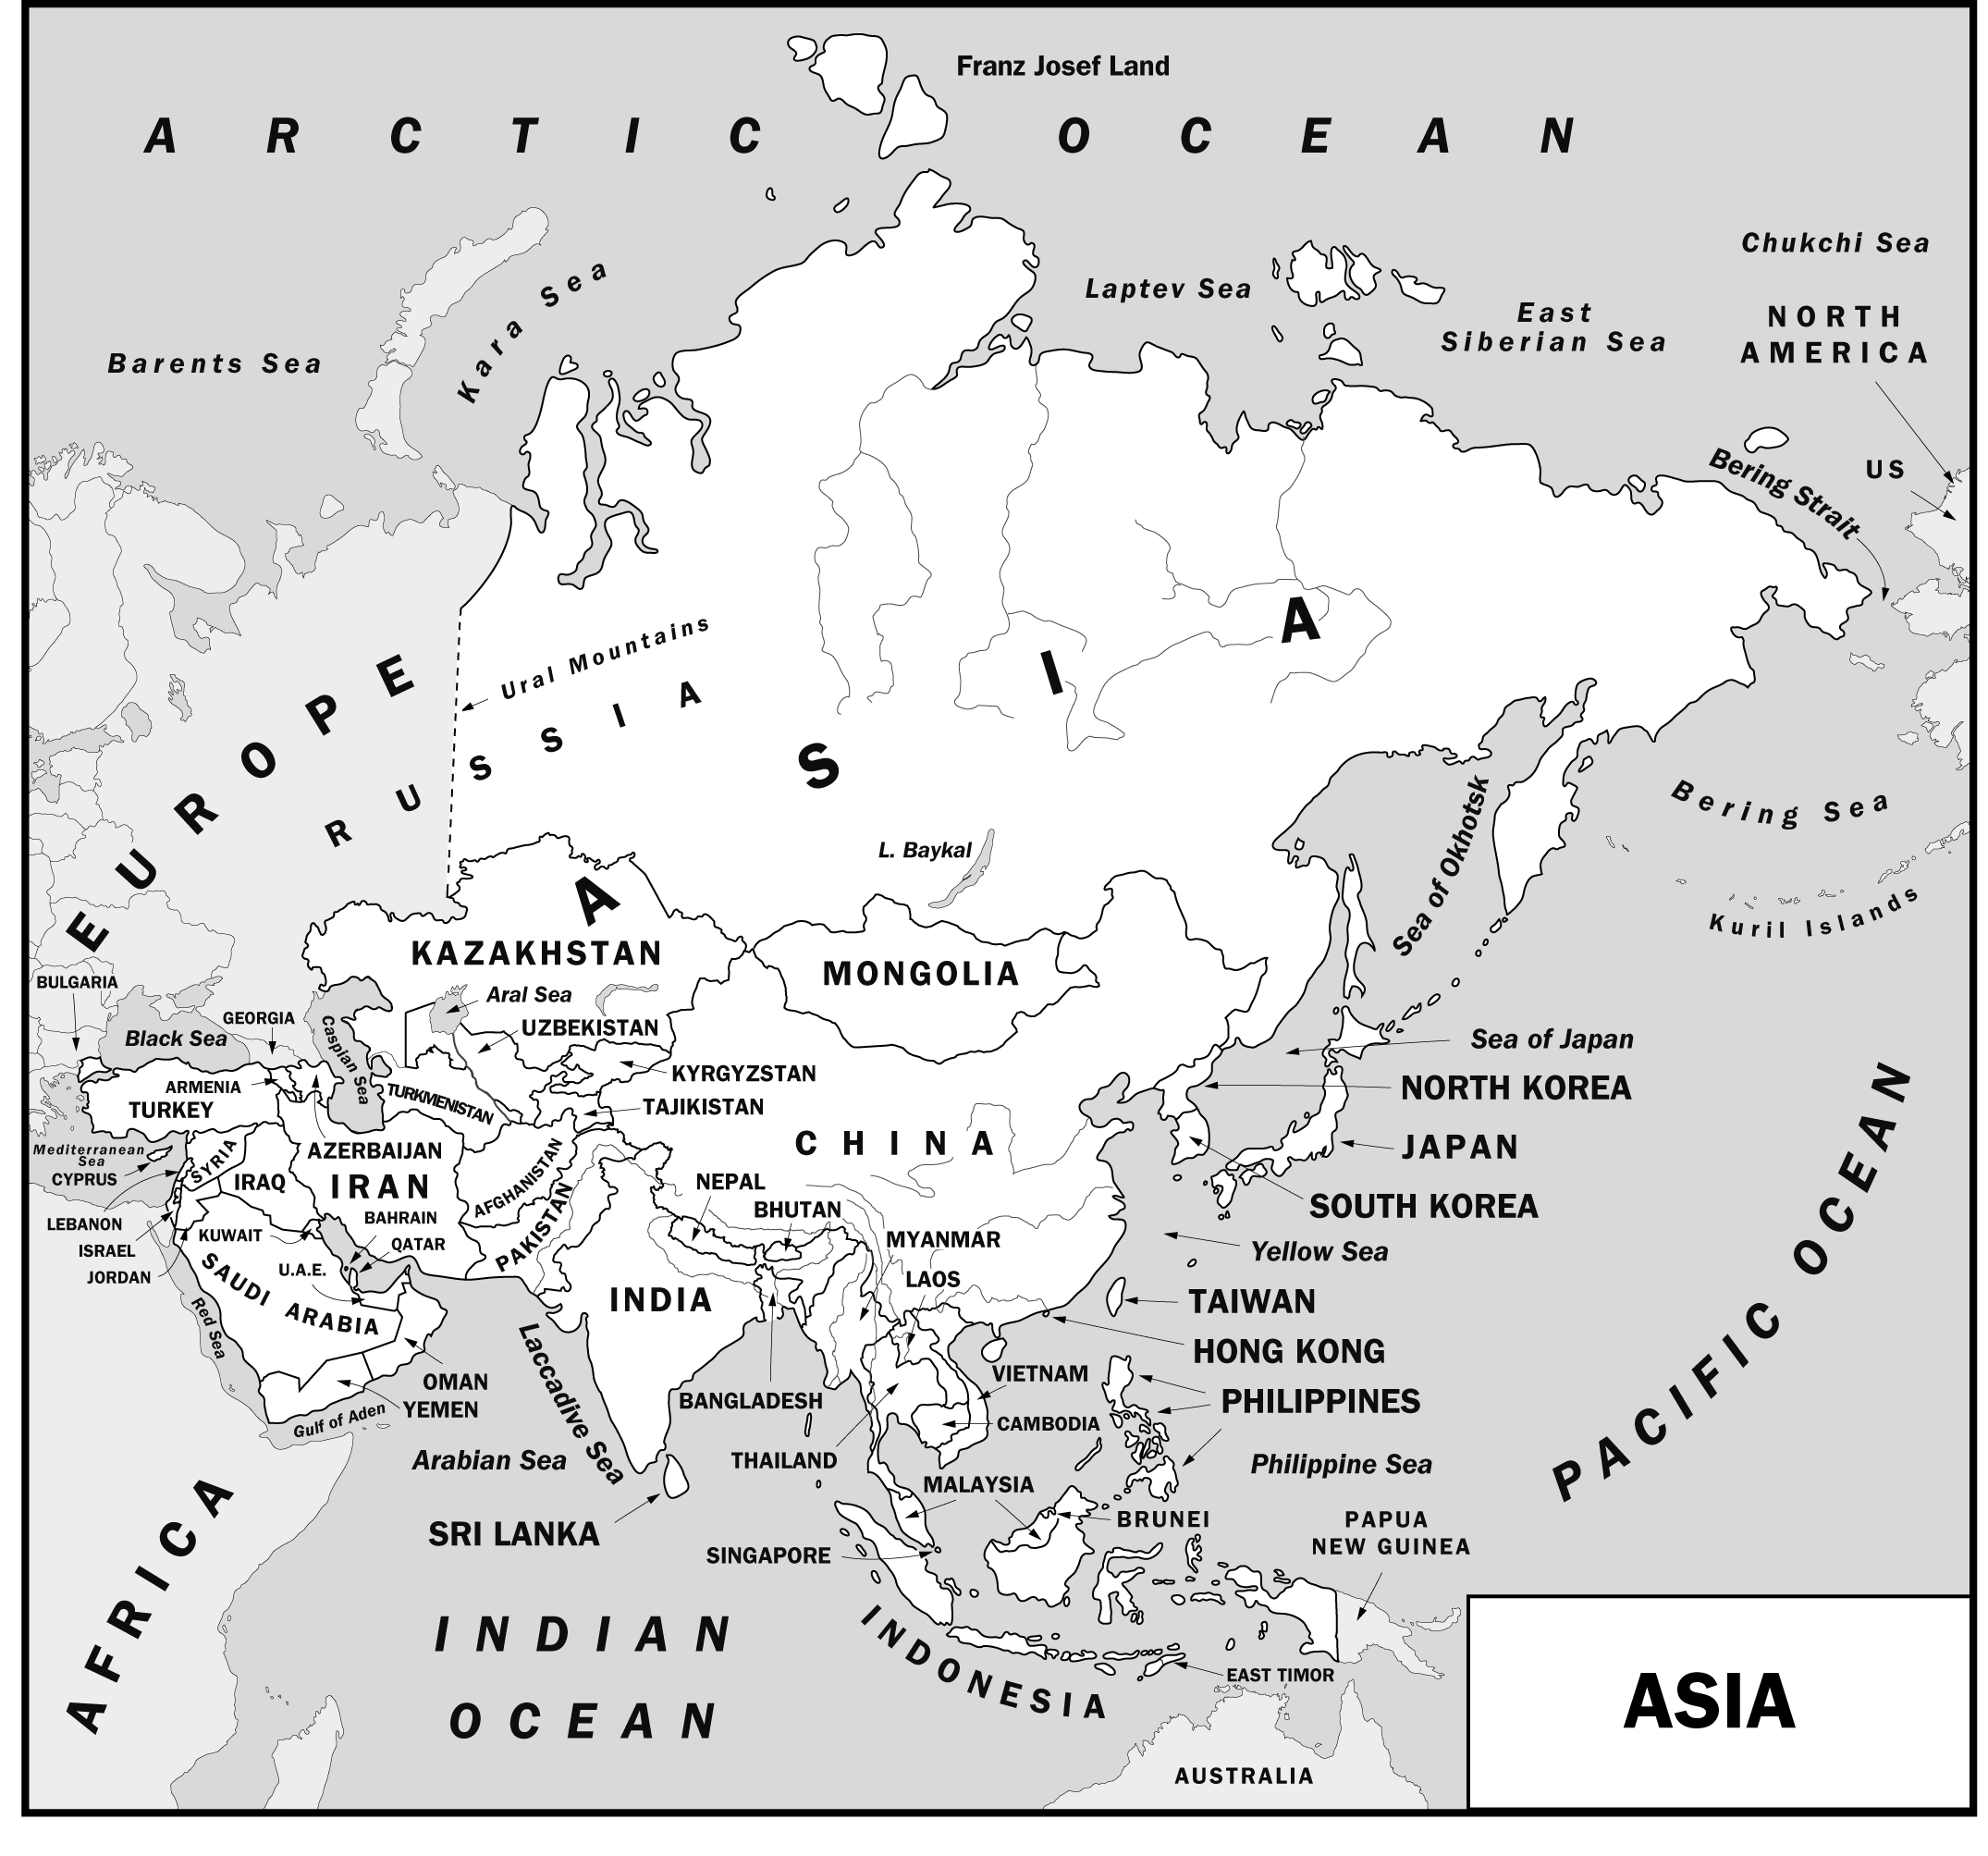 Franz Josef Land
ARCTIC OCEAN
Chukchi Sea
Kara Sea
Laptev Sea
East
Siberian Sea
NORTH
AMERICA
Barents Sea
Bering Strait
US
EUROPE
Ural Mountains
RUSSIA
ASIA
Bering Sea
Sea of Okhotsk
L. Baykal
Kuril Islands
KAZAKHSTAN
MONGOLIA
BULGARIA
Aral Sea
GEORGIA
Black Sea
Caspian Sea
UZBEKISTAN
Sea of Japan
KYRGYZSTAN
ARMENIA
TURKEY
TURKMENISTAN
TAJIKISTAN
NORTH KOREA
CHINA
JAPAN
Mediterranean
Sea
CYPRUS
SYRIA
AZERBAIJAN
IRAQ
IRAN
AFGHANISTAN
NEPAL
SOUTH KOREA
LEBANON
BAHRAIN
PAKISTAN
BHUTAN
KUWAIT
ISRAEL
QATAR
MYANMAR
Yellow Sea
JORDAN
U.A.E.
LAOS
SAUDI ARABIA
INDIA
TAIWAN
Red Sea
HONG KONG
Laccadive Sea
OMAN
VIETNAM
BANGLADESH
PHILIPPINES
YEMEN
Gulf of Aden
CAMBODIA
Arabian Sea
THAILAND
Philippine Sea
PACIFIC OCEAN
MALAYSIA
SRI LANKA
BRUNEI
PAPUA
NEW GUINEA
SINGAPORE
AFRICA
INDIAN
OCEAN
INDONESIA
EAST TIMOR
AUSTRALIA
ASIA